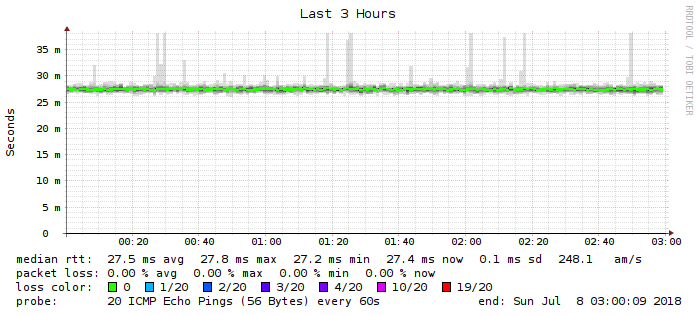 Last 3 Hours
RRDTOOL / TOBI OETIKER
Seconds
35 m
30 m
25 m
20 m
15 m
10 m
5 m
0
00:20 00:40 01:00 01:20 01:40 02:00 02:20 02:40 03:00
median rtt: 27.5 ms avg 27.8 ms max 27.2 ms min 27.4 ms now 0.1 ms sd 248.1 am/s
packet loss: 0.00 % avg 0.00 % max 0.00 % min 0.00 % now
loss color: 0 1/20 2/20 3/20 4/20 10/20 19/20
probe: 20 ICMP Echo Pings (56 Bytes) every 60s end: Sun Jul 8 03:00:09 2018